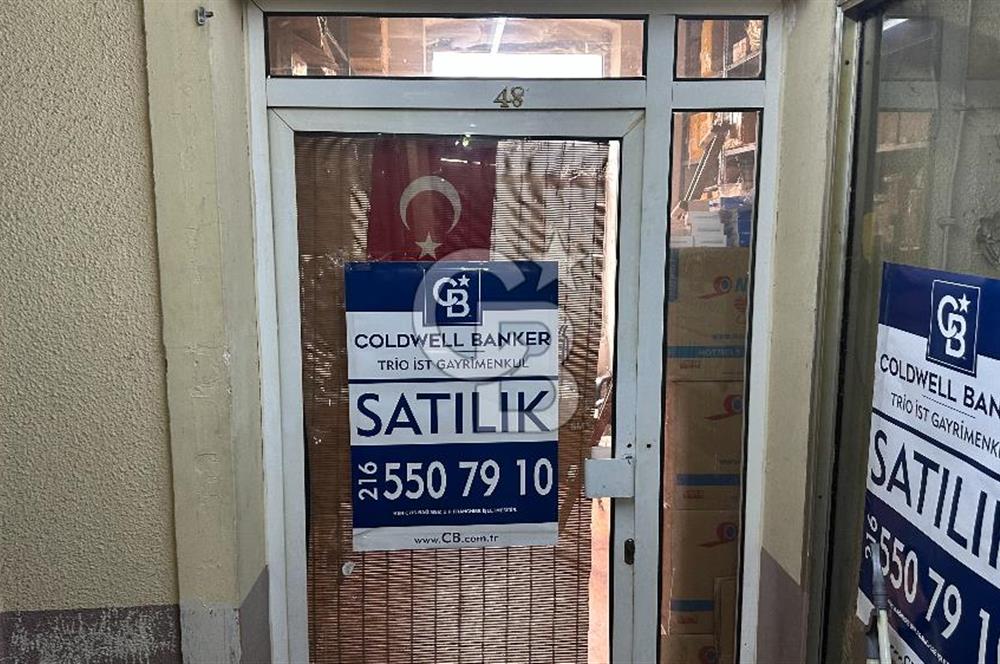 48
CB
COLDWELL BANKER
TRİO İST GAYRİMENKUL
SATILIK
216 550 79 10
www.CB.com.tr
CB
COLDWELL BANKER
TRİO İST GAYRİMENKUL
SATILIK
216 550 79 1